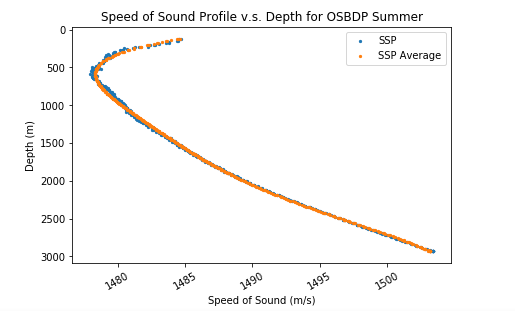 Speed of Sound Profile v.s. Depth for OSBDP Summer
SSP
SSP Average
Depth (m)
0
500
1000
1500
2000
2500
3000
1480
1485
1490
1495
1500
Speed of Sound (m/s)